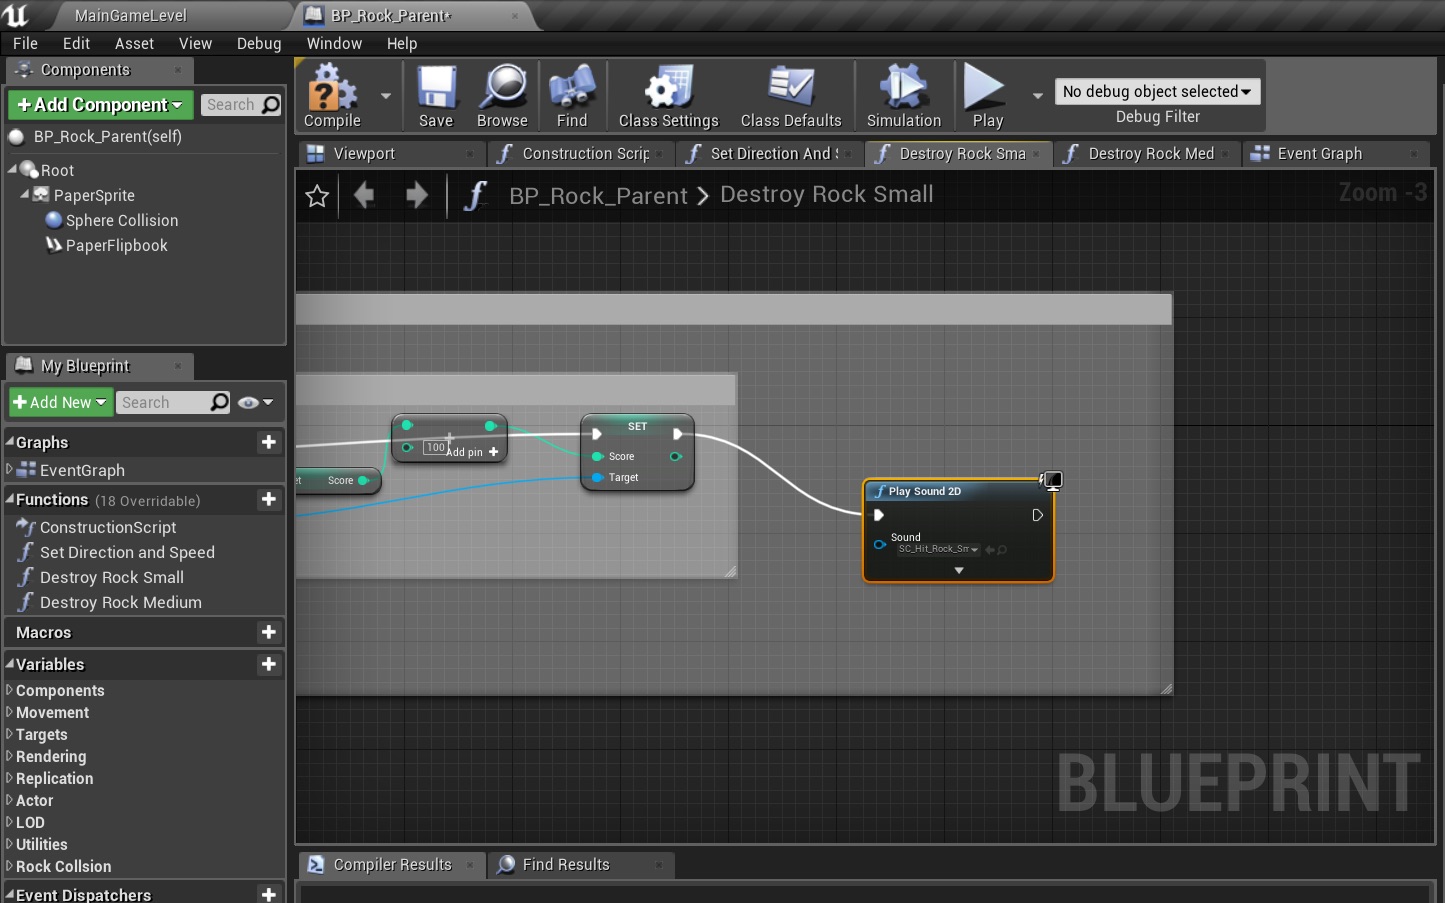 MainGameLevel
BP_Rock_Parent*
File Edit Asset View Debug Window Help
Components
+Add Component
Search
BP_Rock_Parent(self)
Root
PaperSprite
Sphere Collision
PaperFlipbook
Compile
Save
Browse
Find
Class Settings
Class Defaults
Simulation
Play
No debug object selected
Debug Filter
Viewport
Construction Scrip
Set Direction And S
Destroy Rock Sma
Destroy Rock Med
Event Graph
BP_Rock_Parent > Destroy Rock Small
Zoom -3
My Blueprint
+Add New
Search
Graphs
EventGraph
Functions (18 Overridable)
ConstructionScript
Set Direction and Speed
Destroy Rock Small
Destroy Rock Medium
Macros
Variables
Components
Movement
Targets
Rendering
Replication
Actor
LOD
Utilities
Rock Collsion
Event Dispatchers
100
Add pin +
et Score
SET
Score
Target
Play Sound 2D
Sound
SC_Hit_Rock_Sm
BLUEPRINT
Compiler Results
Find Results